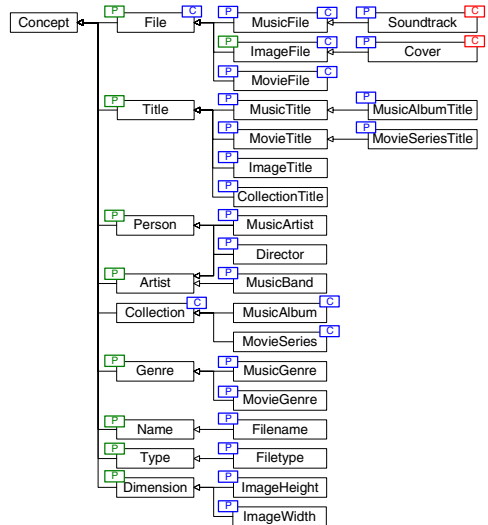 P C P C P C
Concept File MusicFile Soundtrack
P C P C
ImageFile Cover
P C
MovieFile
P P P
Title MusicTitle MusicAlbumTitle
P P
MovieTitle MovieSeriesTitle
P
ImageTitle
P
CollectionTitle
P P
Person MusicArtist
P
Director
P P
Artist MusicBand
C C
Collection MusicAlbum
C
MovieSeries
P P
Genre MusicGenre
P
MovieGenre
P P
Name Filename
P P
Type Filetype
P P
Dimension ImageHeight
P
ImageWidth